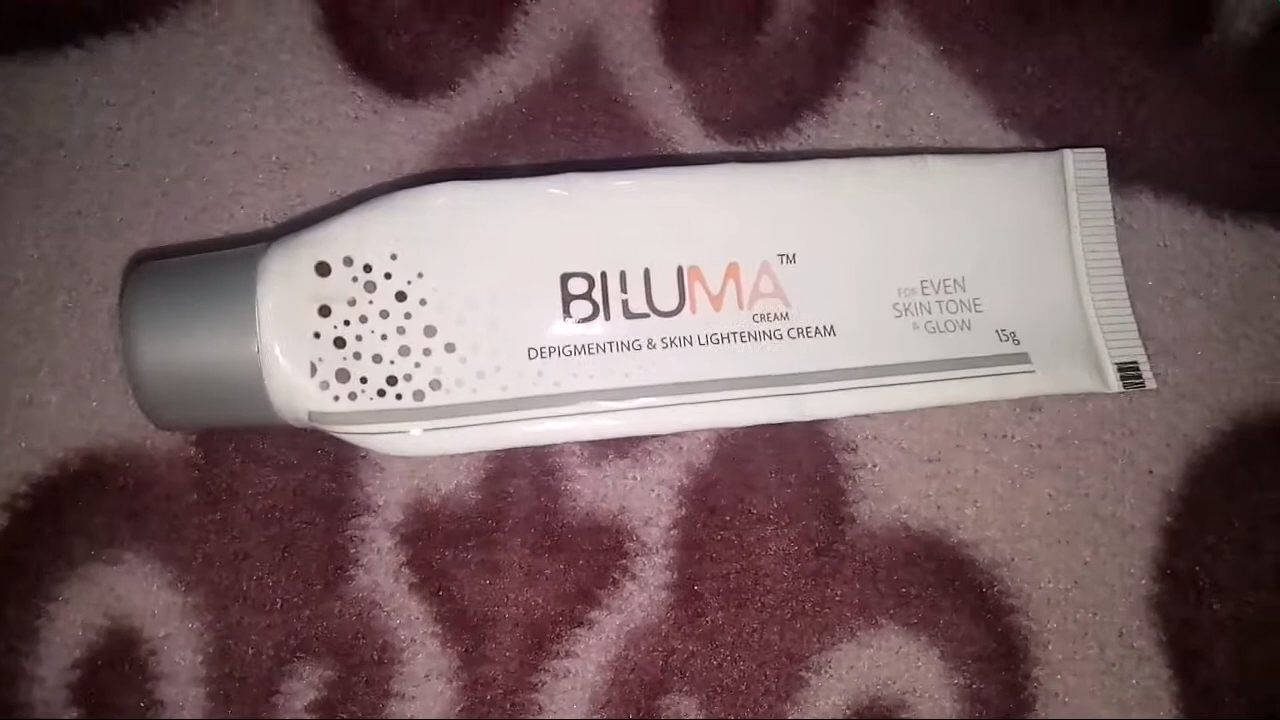 BILUMA™
CREAM
DEPIGMENTING & SKIN LIGHTENING CREAM
FOR EVEN
SKIN TONE
& GLOW
15g